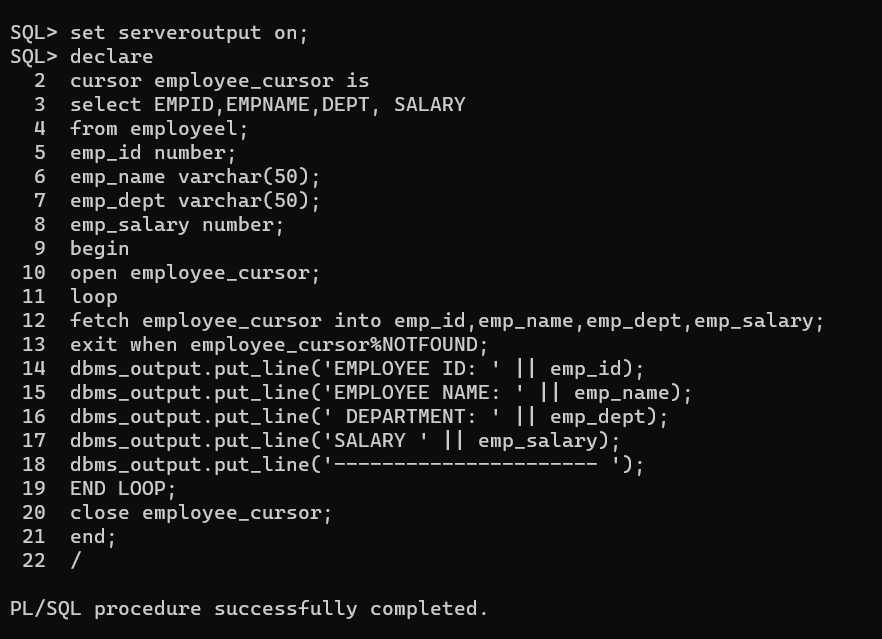 SQL> set serveroutput on;
SQL> declare
  2  cursor employee_cursor is
  3  select EMPID,EMPNAME,DEPT, SALARY
  4  from employeel;
  5  emp_id number;
  6  emp_name varchar(50);
  7  emp_dept varchar(50);
  8  emp_salary number;
  9  begin
 10  open employee_cursor;
 11  loop
 12  fetch employee_cursor into emp_id,emp_name,emp_dept,emp_salary;
 13  exit when employee_cursor%NOTFOUND;
 14  dbms_output.put_line('EMPLOYEE ID: ' || emp_id);
 15  dbms_output.put_line('EMPLOYEE NAME: ' || emp_name);
 16  dbms_output.put_line(' DEPARTMENT: ' || emp_dept);
 17  dbms_output.put_line('SALARY ' || emp_salary);
 18  dbms_output.put_line('---------------------- ');
 19  END LOOP;
 20  close employee_cursor;
 21  end;
 22  /
PL/SQL procedure successfully completed.